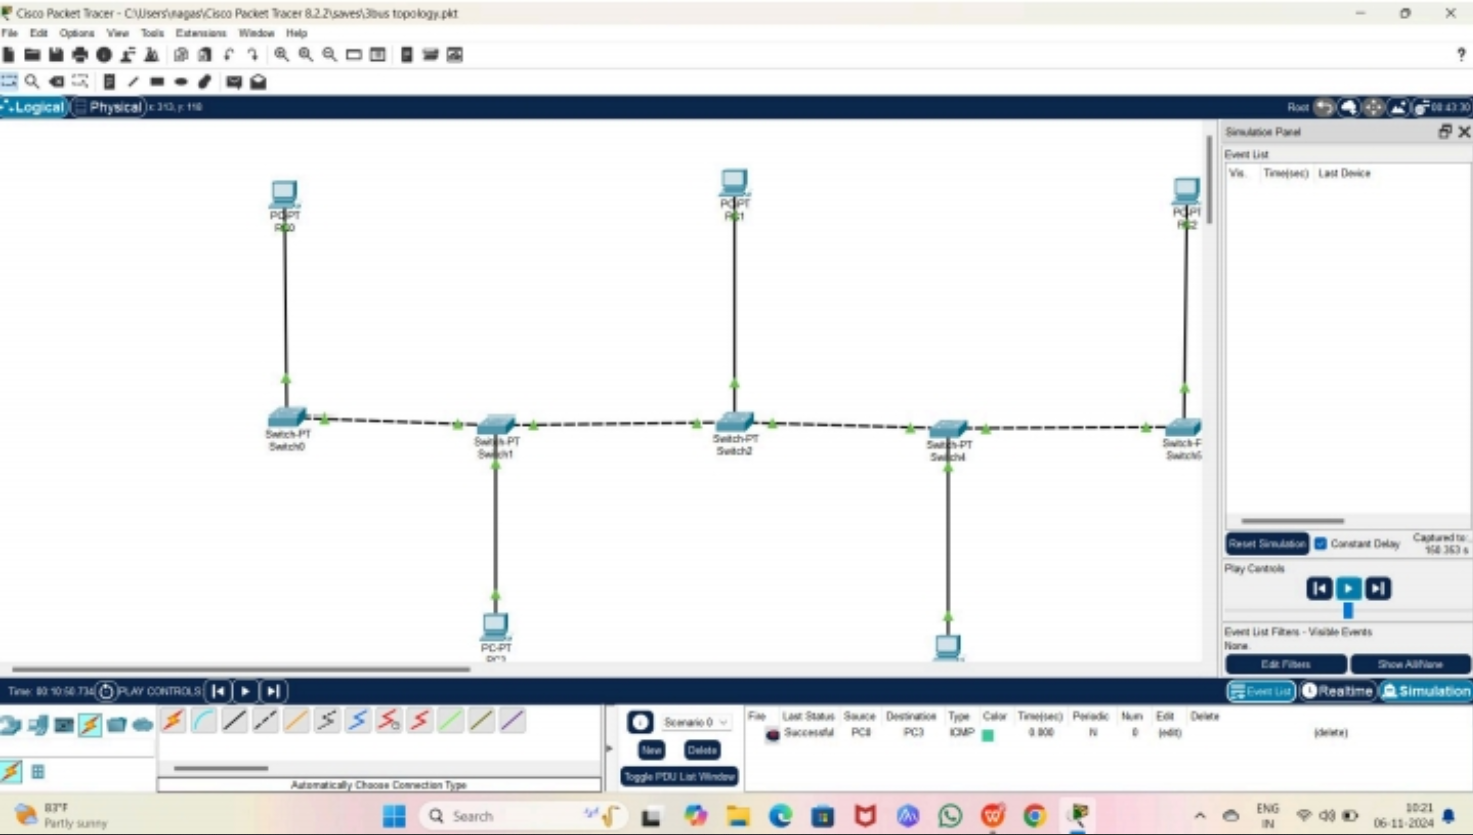 Cisco Packet Tracer - C:\Users\nagas\Cisco Packet Tracer 8.2.2\saves\3bus topology.pkt
File Edit Options View Tools Extensions Window Help
?
Logical Physical x: 313, y: 118 Root 00:43:30
Simulation Panel
Event List
Vis. Time(sec) Last Device
PC-PT
PC0
PC-PT
PC1
PC-PT
PC2
Switch-PT
Switch0
Switch-PT
Switch1
Switch-PT
Switch2
Switch-PT
Switch4
Switch-P
Switch5
PC-PT
PC3
Reset Simulation Constant Delay Captured to:
150.353 s
Play Controls
Event List Filters - Visible Events
None
Edit Filters Show All/None
Time: 00:10:50.734 PLAY CONTROLS: Event List Realtime Simulation
Scenario 0
New Delete
Toggle PDU List Window
Fire Last Status Source Destination Type Color Time(sec) Periodic Num Edit Delete
Successful PC0 PC3 ICMP 0.000 N 0 (edit) (delete)
Automatically Choose Connection Type
83°F
Partly sunny
Search
ENG
IN
10:21
06-11-2024